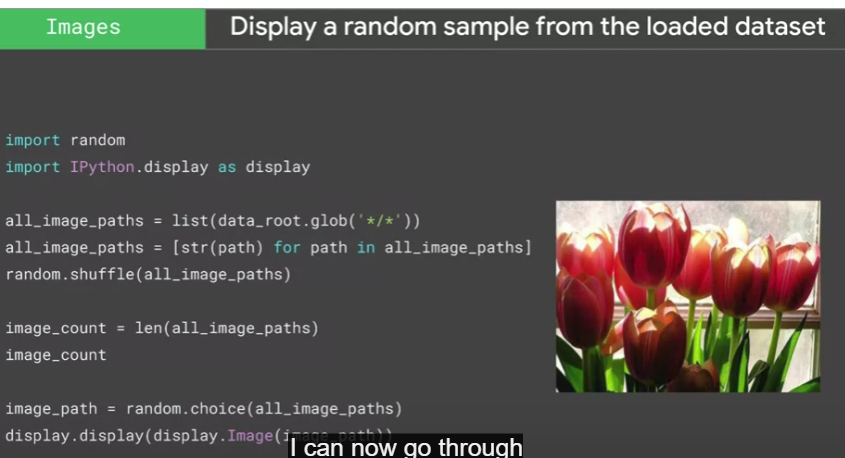 Images
Display a random sample from the loaded dataset
import random
import IPython.display as display
all_image_paths = list(data_root.glob('*/*'))
all_image_paths = [str(path) for path in all_image_paths]
random.shuffle(all_image_paths)
image_count = len(all_image_paths)
image_count
image_path = random.choice(all_image_paths)
display.display(display.Image(image_path))
I can now go through